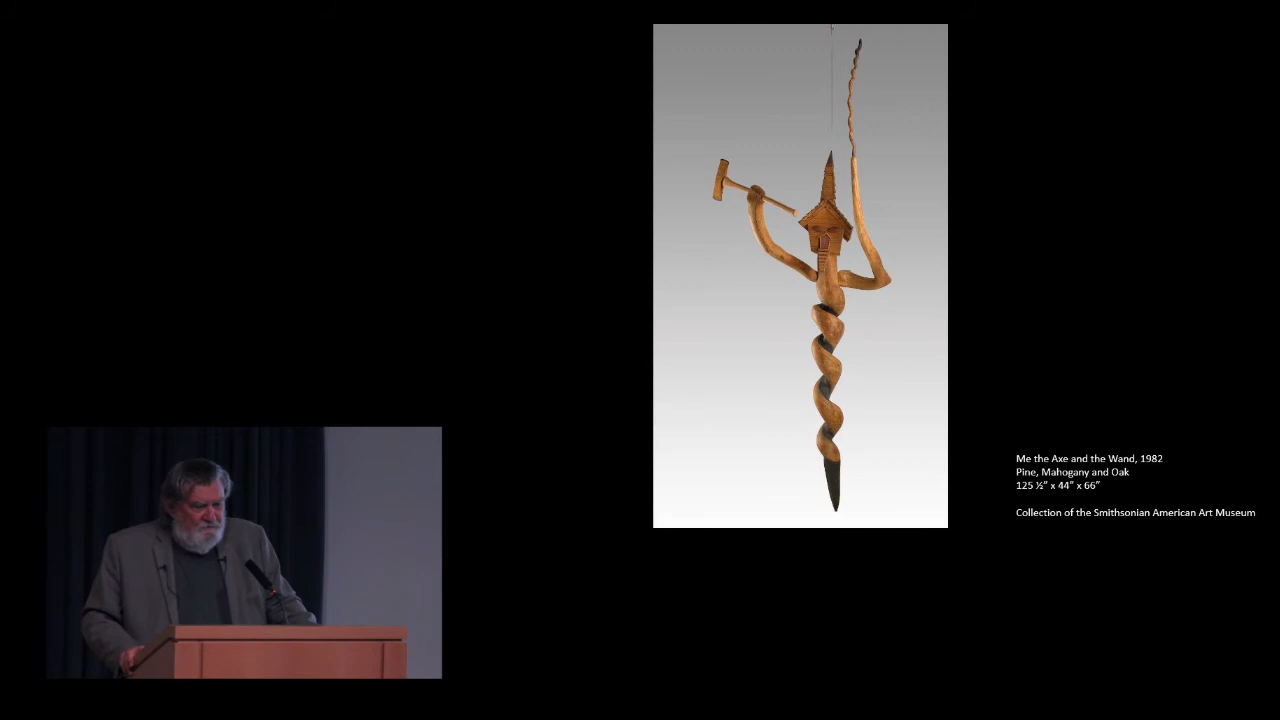 Me the Axe and the Wand, 1982
Pine, Mahogany and Oak
125 ½” x 44” x 66”
Collection of the Smithsonian American Art Museum